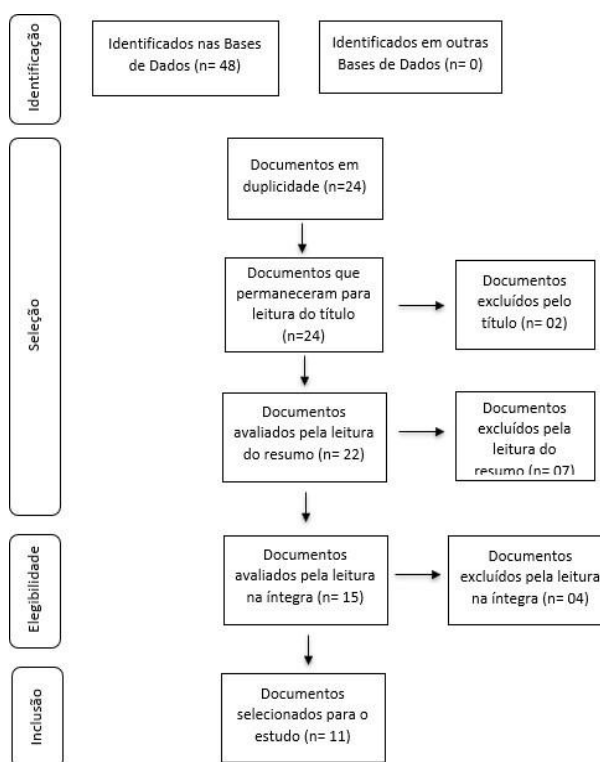 Identificação
Identificados nas Bases
de Dados (n= 48)
Identificados em outras
Bases de Dados (n= 0)
Seleção
Documentos em
duplicidade (n=24)
Documentos que
permaneceram para
leitura do título
(n=24)
Documentos
excluídos pelo
título (n= 02)
Documentos
avaliados pela leitura
do resumo (n= 22)
Documentos
excluídos pela
leitura do
resumo (n= 07)
Elegibilidade
Documentos
avaliados pela leitura
na íntegra (n= 15)
Documentos
excluídos pela leitura
na íntegra (n= 04)
Inclusão
Documentos
selecionados para o
estudo (n= 11)